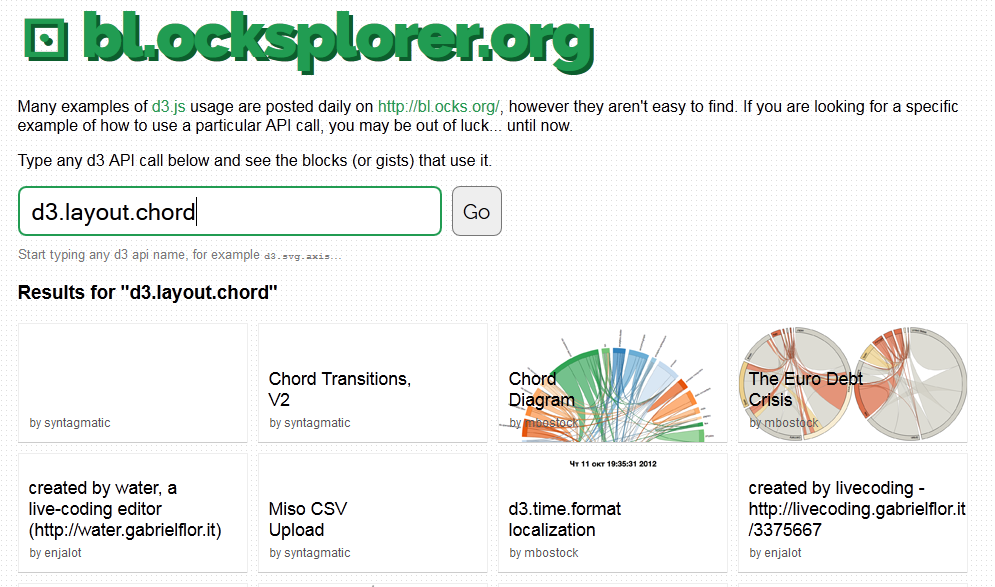 bl.ocksplorer.org
Many examples of d3.js usage are posted daily on http://bl.ocks.org/, however they aren't easy to find. If you are looking for a specific
example of how to use a particular API call, you may be out of luck... until now.
Type any d3 API call below and see the blocks (or gists) that use it.
d3.layout.chord
Go
Start typing any d3 api name, for example d3.svg.axis...
Results for "d3.layout.chord"
by syntagmatic
Chord Transitions,
V2
by syntagmatic
Chord
Diagram
by mbostock
The Euro Debt
Crisis
by mbostock
created by water, a
live-coding editor
(http://water.gabrielflor.it)
by enjalot
Miso CSV
Upload
by syntagmatic
Чт 11 окт 19:35:31 2012
d3.time.format
localization
by mbostock
created by livecoding -
http://livecoding.gabrielflor.it
/3375667
by enjalot